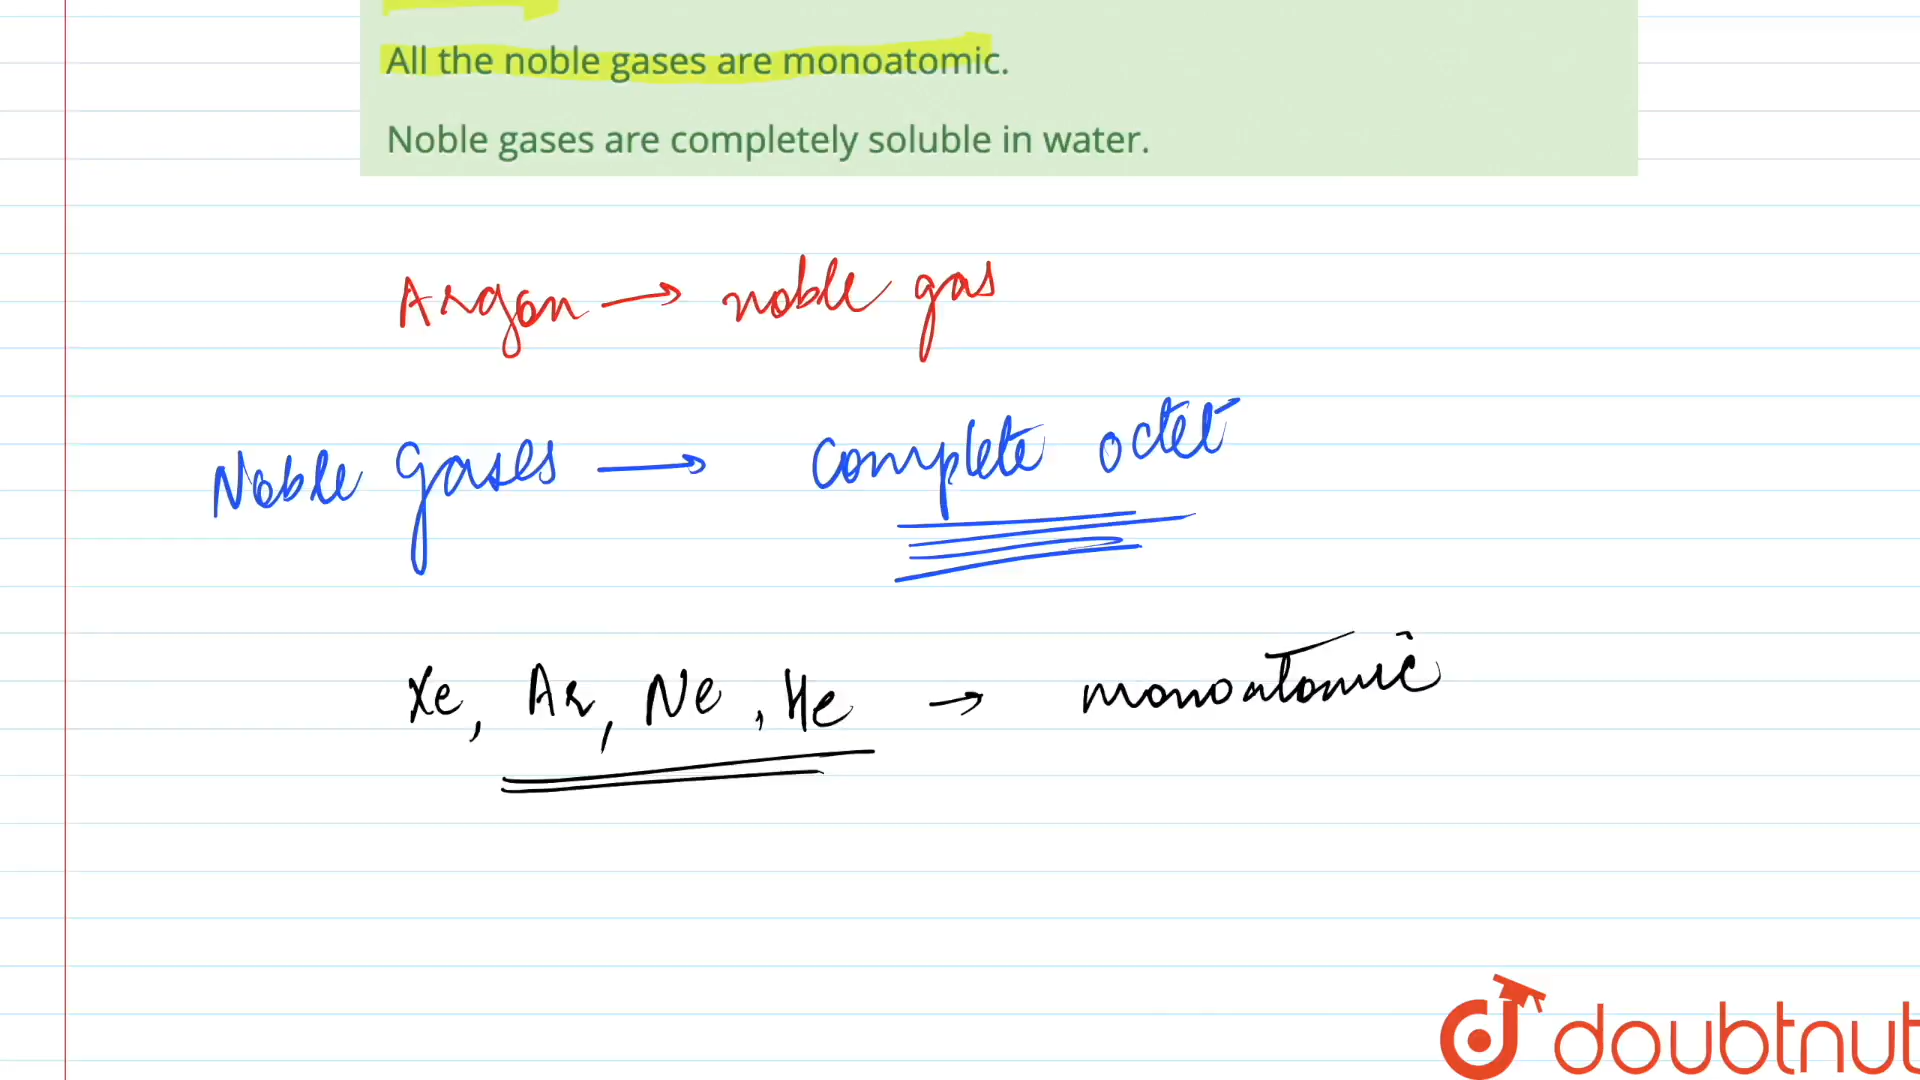 All the noble gases are monoatomic.
Noble gases are completely soluble in water.
Argon → noble gas
Noble Gases → Complete octet
Xe, Ar, Ne, He → monoatomic
doubtnut